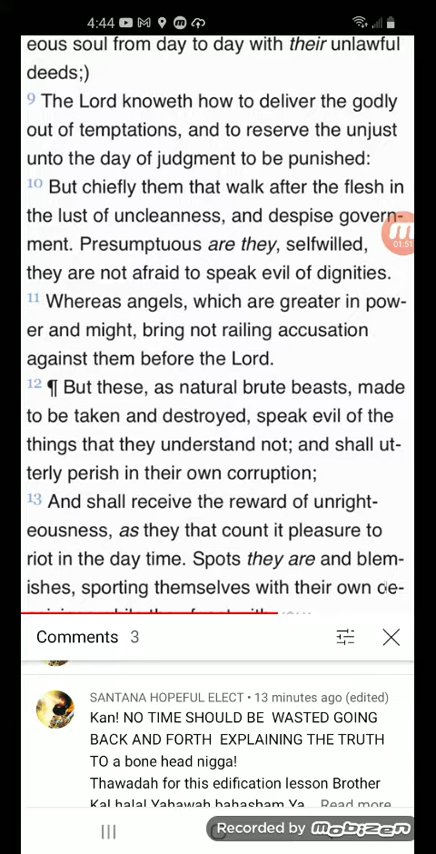 4:44
eous soul from day to day with their unlawful
deeds;)
9 The Lord knoweth how to deliver the godly
out of temptations, and to reserve the unjust
unto the day of judgment to be punished:
10 But chiefly them that walk after the flesh in
the lust of uncleanness, and despise govern-
ment. Presumptuous are they, selfwilled,
they are not afraid to speak evil of dignities.
01:51
11 Whereas angels, which are greater in pow-
er and might, bring not railing accusation
against them before the Lord.
12 ¶ But these, as natural brute beasts, made
to be taken and destroyed, speak evil of the
things that they understand not; and shall ut-
terly perish in their own corruption;
13 And shall receive the reward of unright-
eousness, as they that count it pleasure to
riot in the day time. Spots they are and blem-
ishes, sporting themselves with their own de-
Comments 3
SANTANA HOPEFUL ELECT • 13 minutes ago (edited)
Kan! NO TIME SHOULD BE WASTED GOING
BACK AND FORTH EXPLAINING THE TRUTH
TO a bone head nigga!
Thawadah for this edification lesson Brother
Kal halal Yahawah bahasham Ya... Read more
Recorded by Mobizen